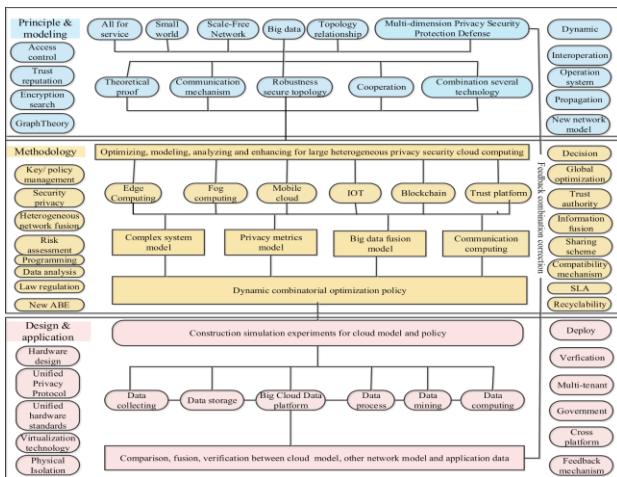 Principle &
modeling
Access
control
Trust
reputation
Encryption
search
GraphTheory
All for
service
Small
world
Scale-Free
Network
Big data
Topology
relationship
Multi-dimension Privacy Security
Protection Defense
Theoretical
proof
Communication
mechanism
Robustness
secure topology
Cooperation
Combination several
technology
Dynamic
Interoperation
Operation
system
Propagation
New network
model
Methodology
Key/ policy
management
Security
privacy
Heterogeneous
network fusion
Risk
assessment
Programming
Data analysis
Law regulation
New ABE
Optimizing, modeling, analyzing and enhancing for large heterogeneous privacy security cloud computing
Edge
Computing
Fog
computing
Mobile
cloud
IOT
Blockchain
Trust platform
Complex system
model
Privacy metrics
model
Big data fusion
model
Communication
computing
Dynamic combinatorial optimization policy
Feedback combination correction
Decision
Global
optimization
Trust
authority
Information
fusion
Sharing
scheme
Compatibility
mechanism
SLA
Recyclability
Design &
application
Hardware
design
Unified
Privacy
Protocol
Unified
hardware
standards
Virtualization
technology
Physical
Isolation
Construction simulation experiments for cloud model and policy
Data
collecting
Data storage
Big Cloud Data
platform
Data
process
Data
mining
Data
computing
Comparison, fusion, verification between cloud model, other network model and application data
Deploy
Verfication
Multi-tenant
Government
Cross
platform
Feedback
mechanism